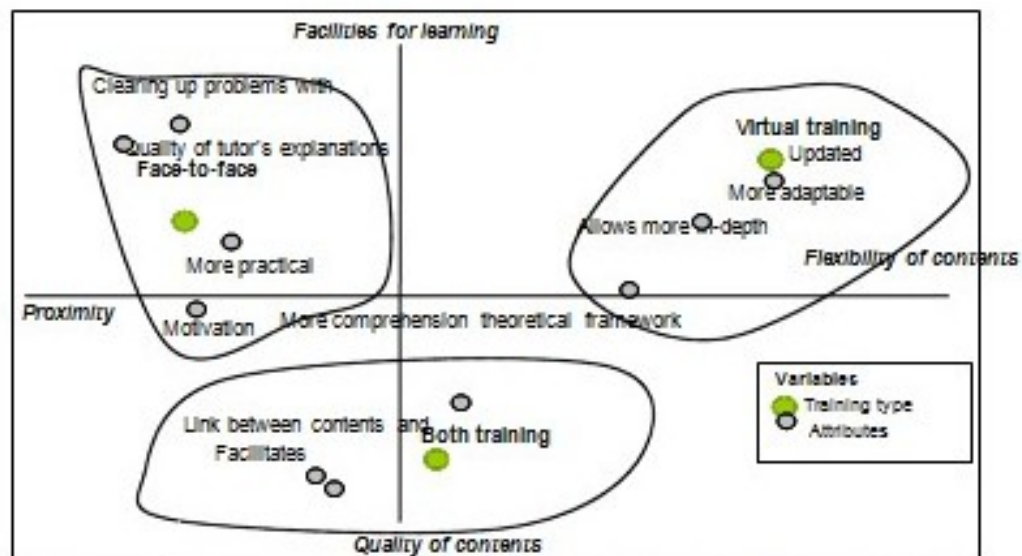 Facilities for learning
Clearing up problems with
Quality of tutor's explanations
Face-to-face
Virtual training
Updated
More adaptable
Allows more in-depth
More practical
Flexibility of contents
Proximity
Motivation
More comprehension theoretical framework
Variables
Training type
Attributes
Link between contents and
Both training
Facilitates
Quality of contents